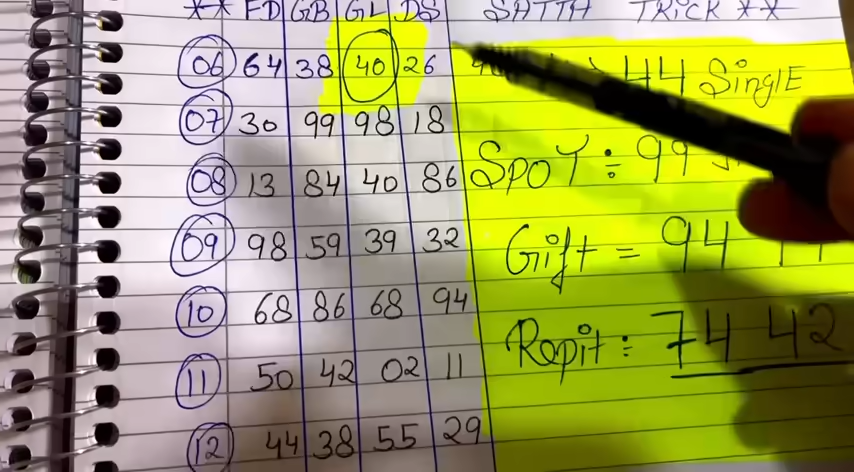 ** FD GB GL DS SATTA TRICK **
06 64 38 40 26 44 SinglE
07 30 99 98 18
08 13 84 40 86 SpoT ÷ 99
09 98 59 39 32 Gift = 94
10 68 86 68 94
11 50 42 02 11 Repit : 74 42
12 44 38 55 29